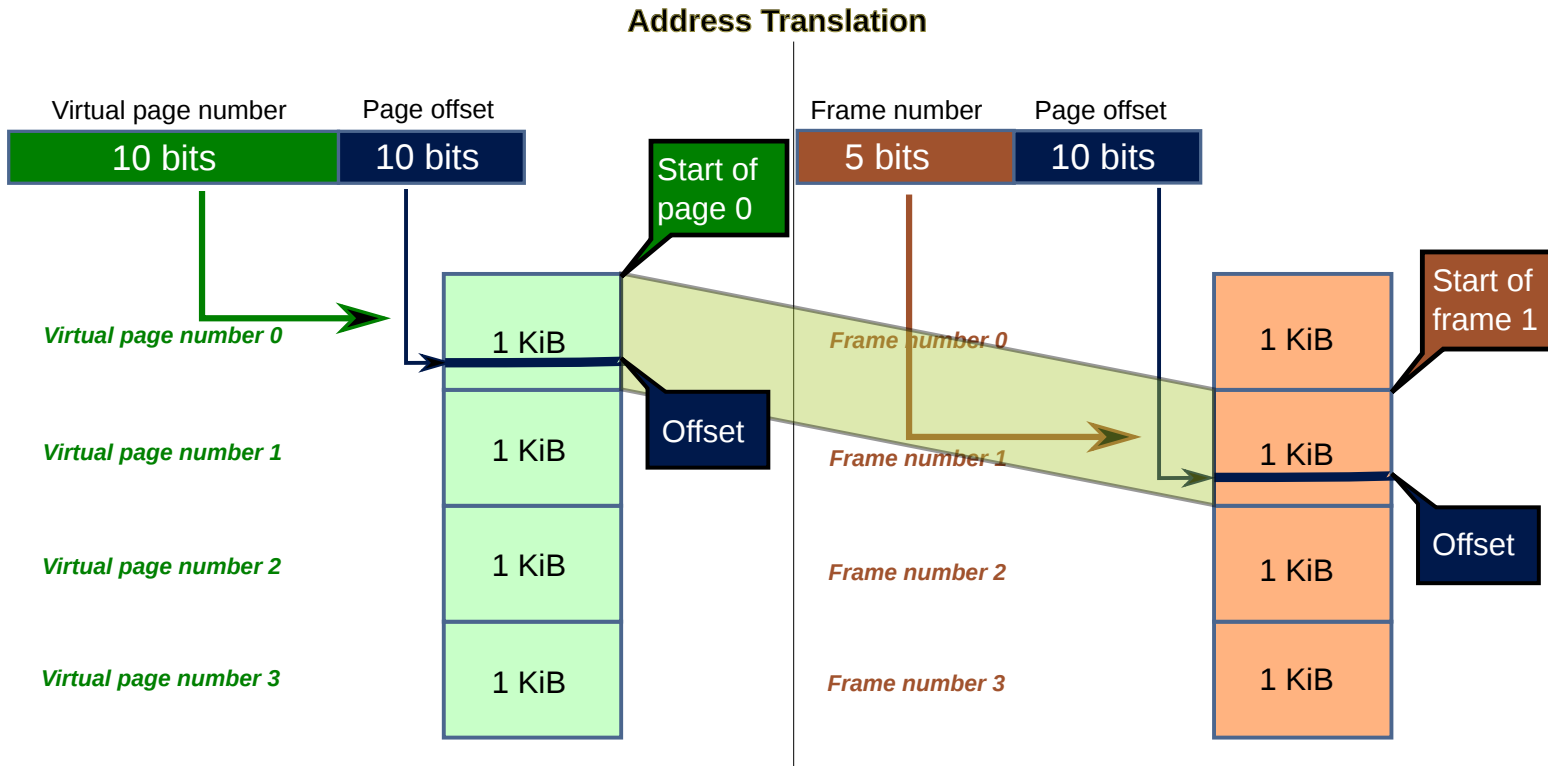 Address Translation
Virtual page number
Page offset
10 bits
10 bits
Frame number
Page offset
5 bits
10 bits
Start of
page 0
Start of
frame 1
Virtual page number 0
1 KiB
Frame number 0
1 KiB
Offset
Virtual page number 1
1 KiB
Frame number 1
1 KiB
Offset
Virtual page number 2
1 KiB
Frame number 2
1 KiB
Virtual page number 3
1 KiB
Frame number 3
1 KiB